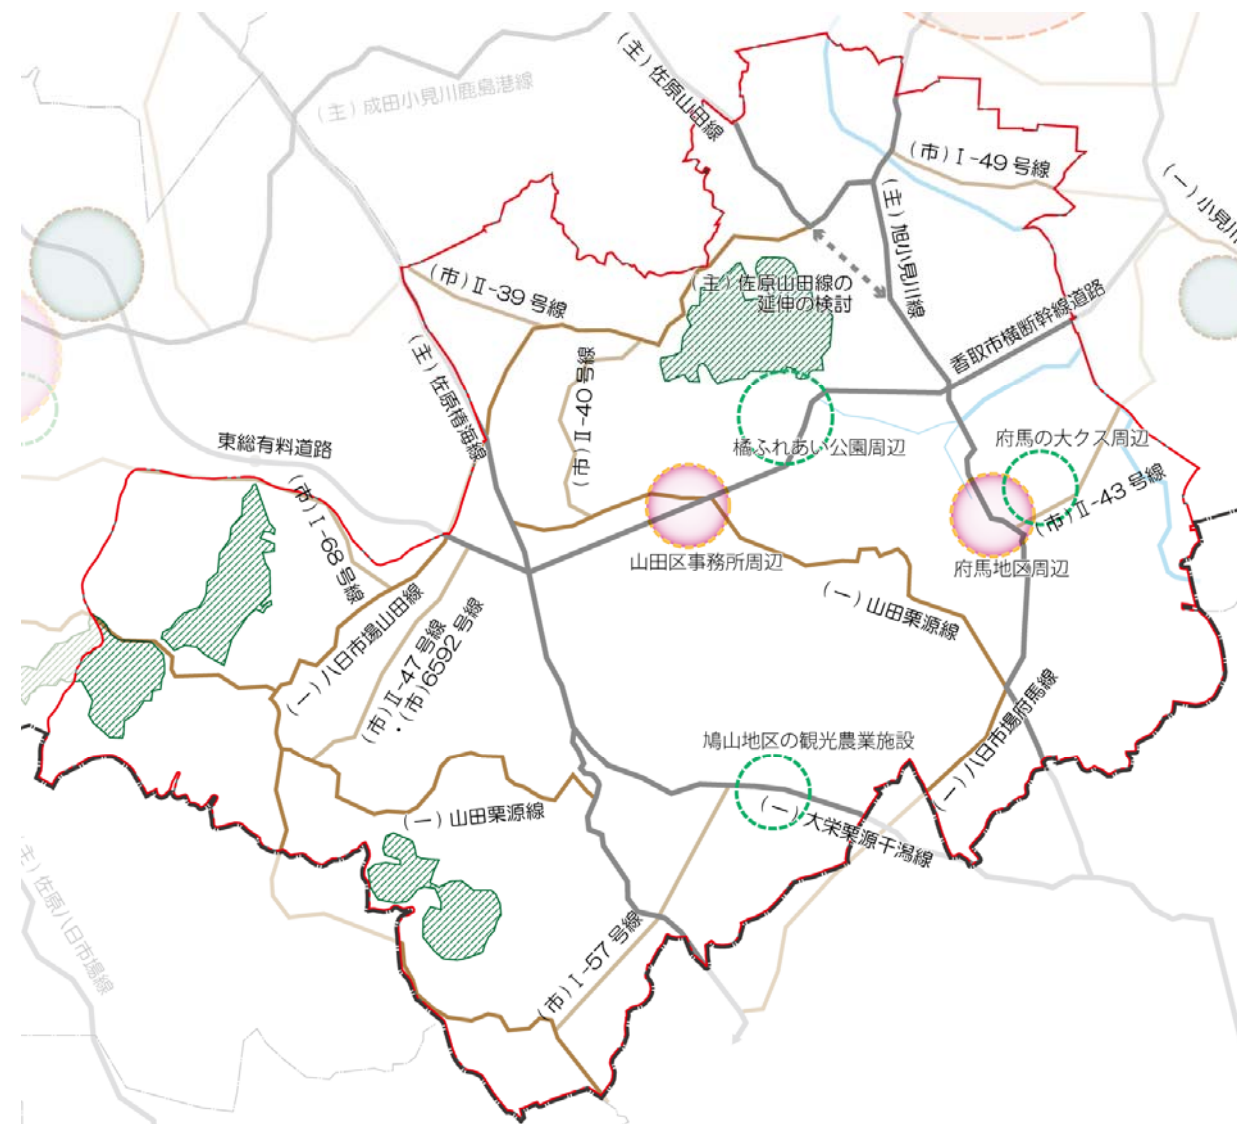 (主)佐原山田線
(主)成田小見川鹿島港線
(市)Ⅰ-49号線
(一)小見川
(主)旭小見川線
(市)Ⅱ-39号線
(主)佐原山田線の
延伸の検討
香取市横断幹線道路
(主)佐原椿海線
(市)Ⅱ-40号線
東総有料道路
橘ふれあい公園周辺
府馬の大クス周辺
(市)Ⅰ-68号線
(市)Ⅱ-43号線
山田区事務所周辺
府馬地区周辺
(一)八日市場山田線
(一)山田栗源線
(市)Ⅱ-47号線
・(市)6592号線
(一)八日市場府馬線
鳩山地区の観光農業施設
(一)山田栗源線
(一)大栄栗源干潟線
(主)佐原八日市場線
(市)Ⅰ-57号線